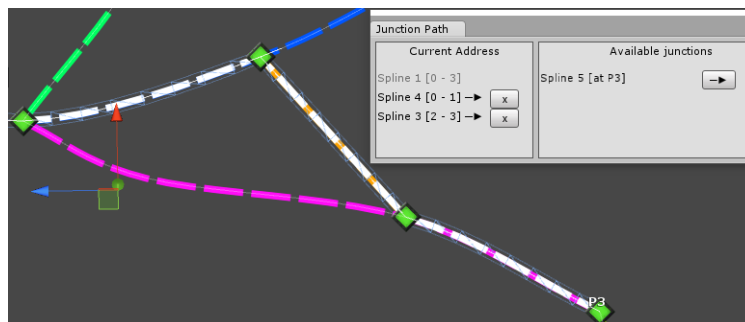 Junction Path
Current Address
Spline 1 [0 - 3]
Spline 4 [0 - 1] x
Spline 3 [2 - 3] x
Available junctions
Spline 5 [at P3]
P3